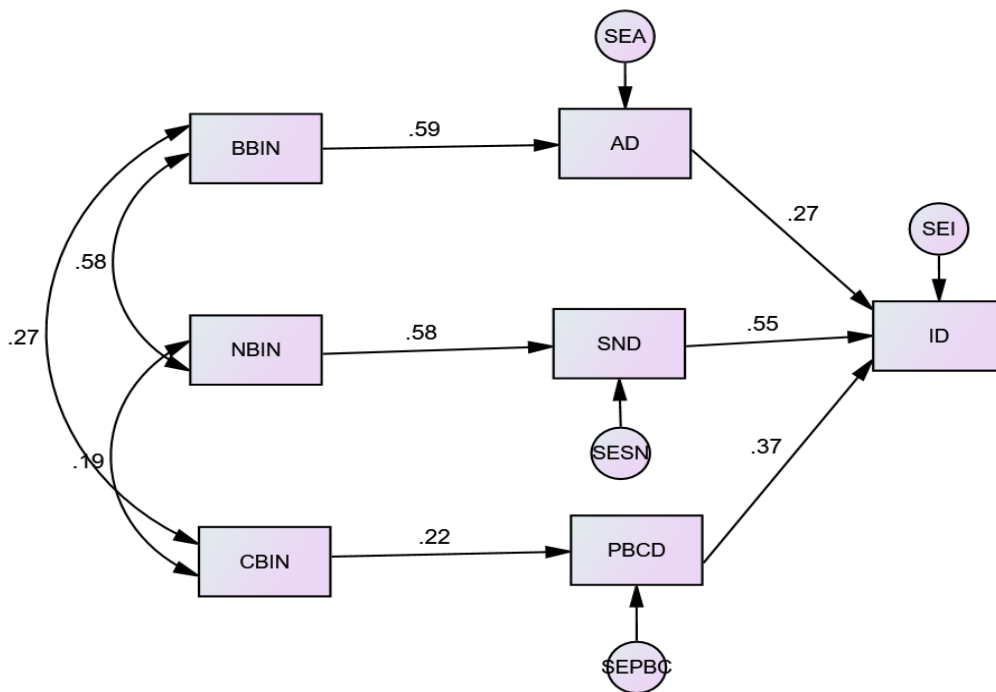 SEA
BBIN
.59
AD
.27
SEI
.58
.27
NBIN
.58
SND
.55
ID
SESN
.19
.37
CBIN
.22
PBCD
SEPBC